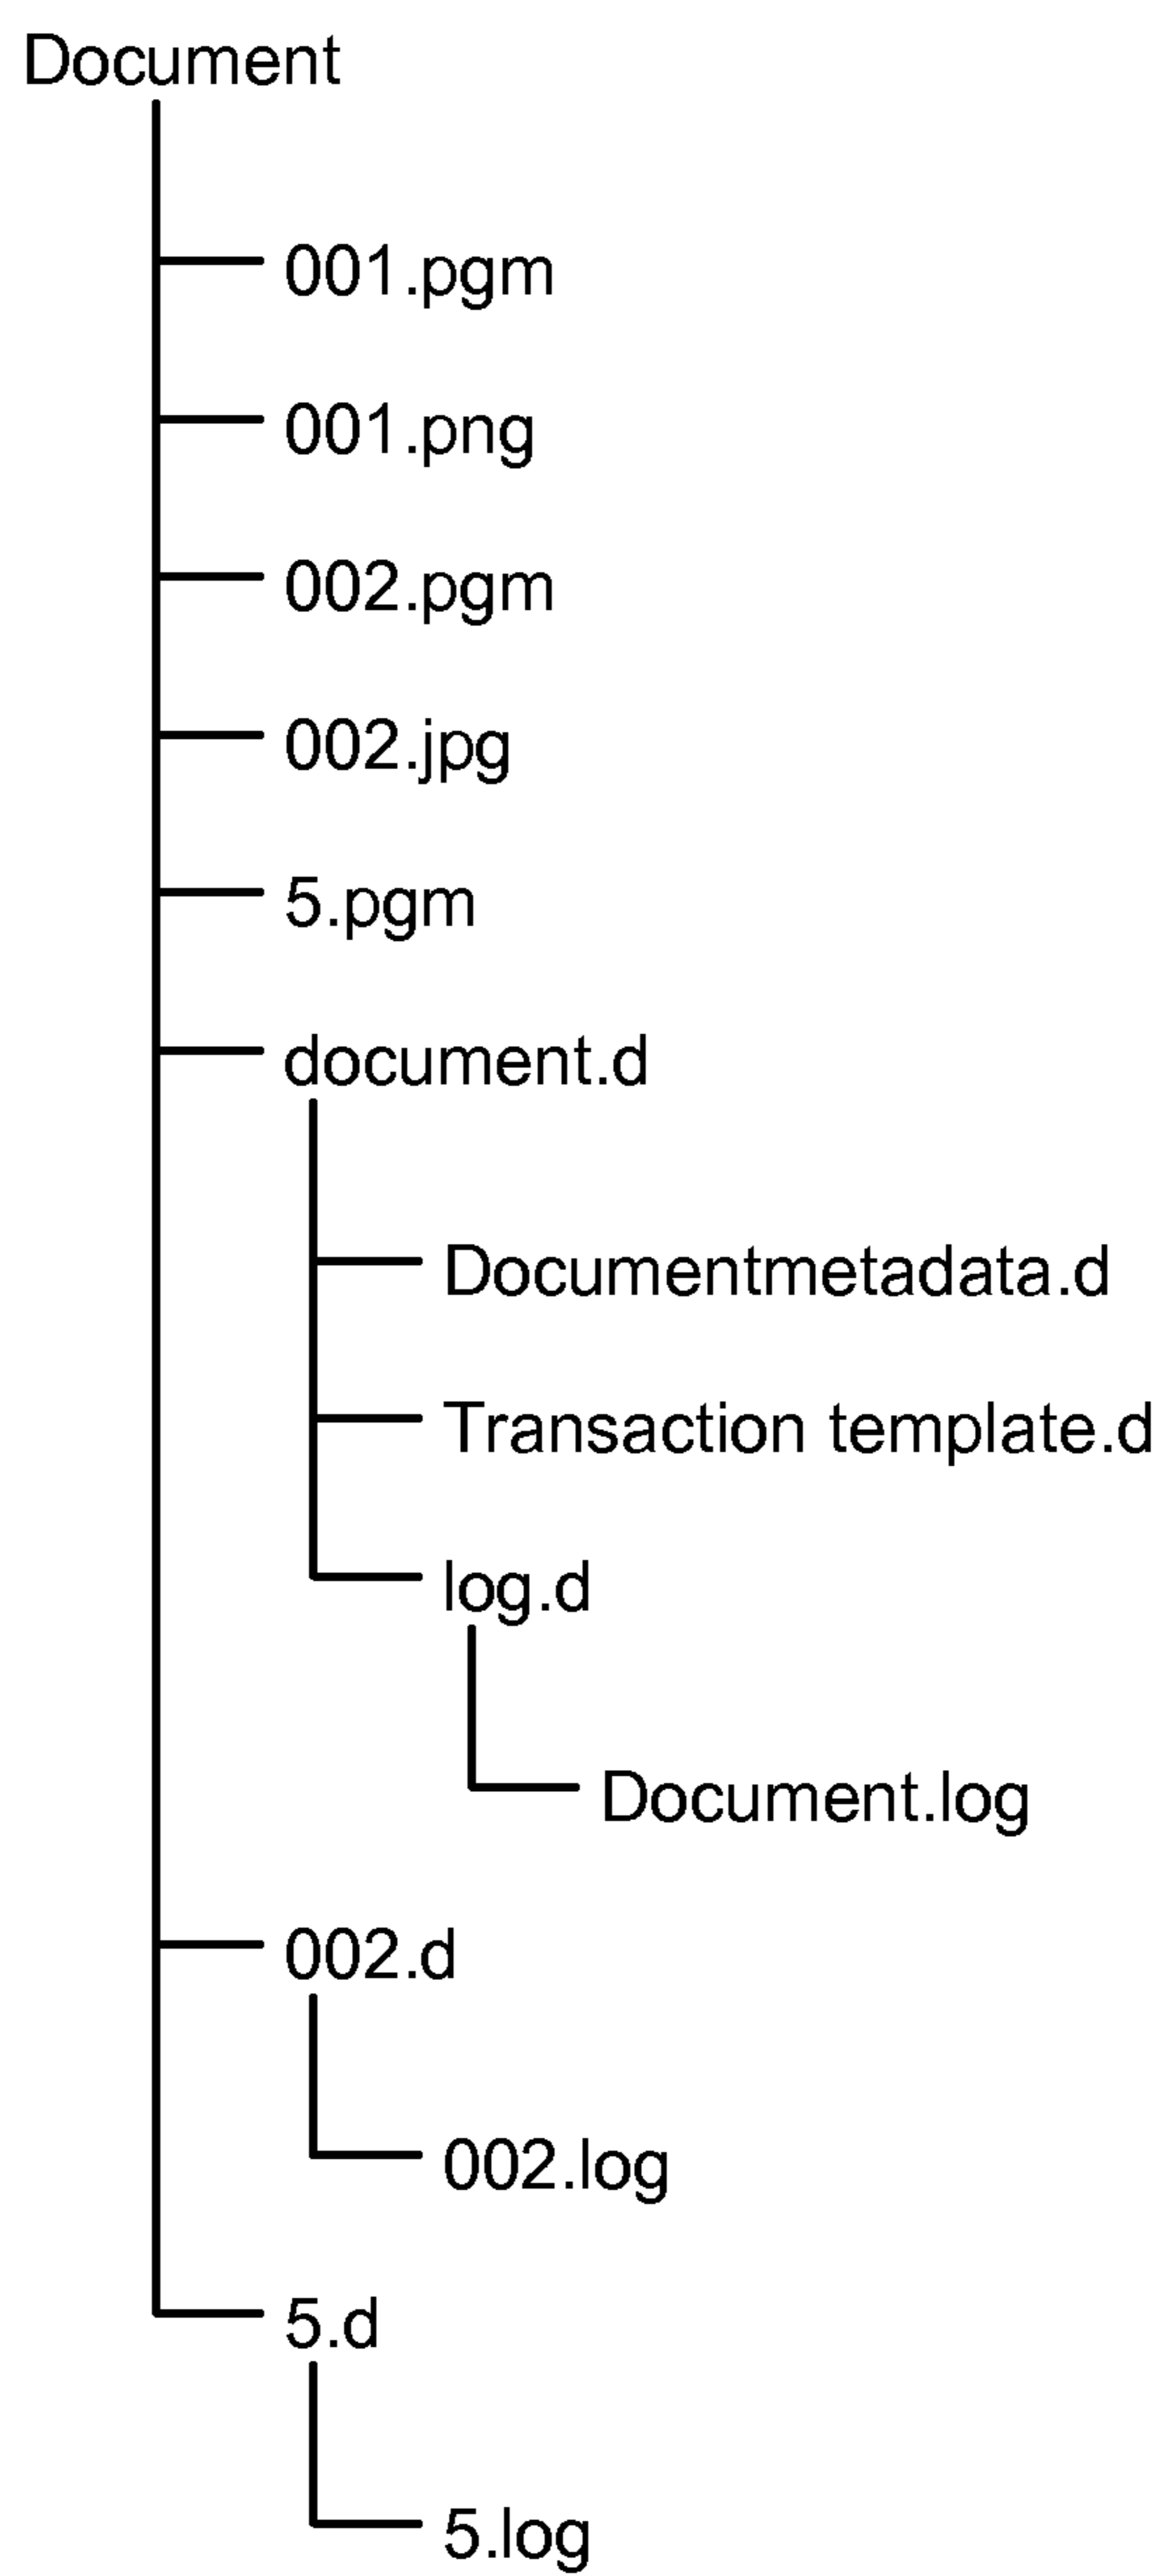 Document
001.pgm
001.png
002.pgm
002.jpg
5.pgm
document.d
Documentmetadata.d
Transaction template.d
log.d
Document.log
002.d
002.log
5.d
5.log